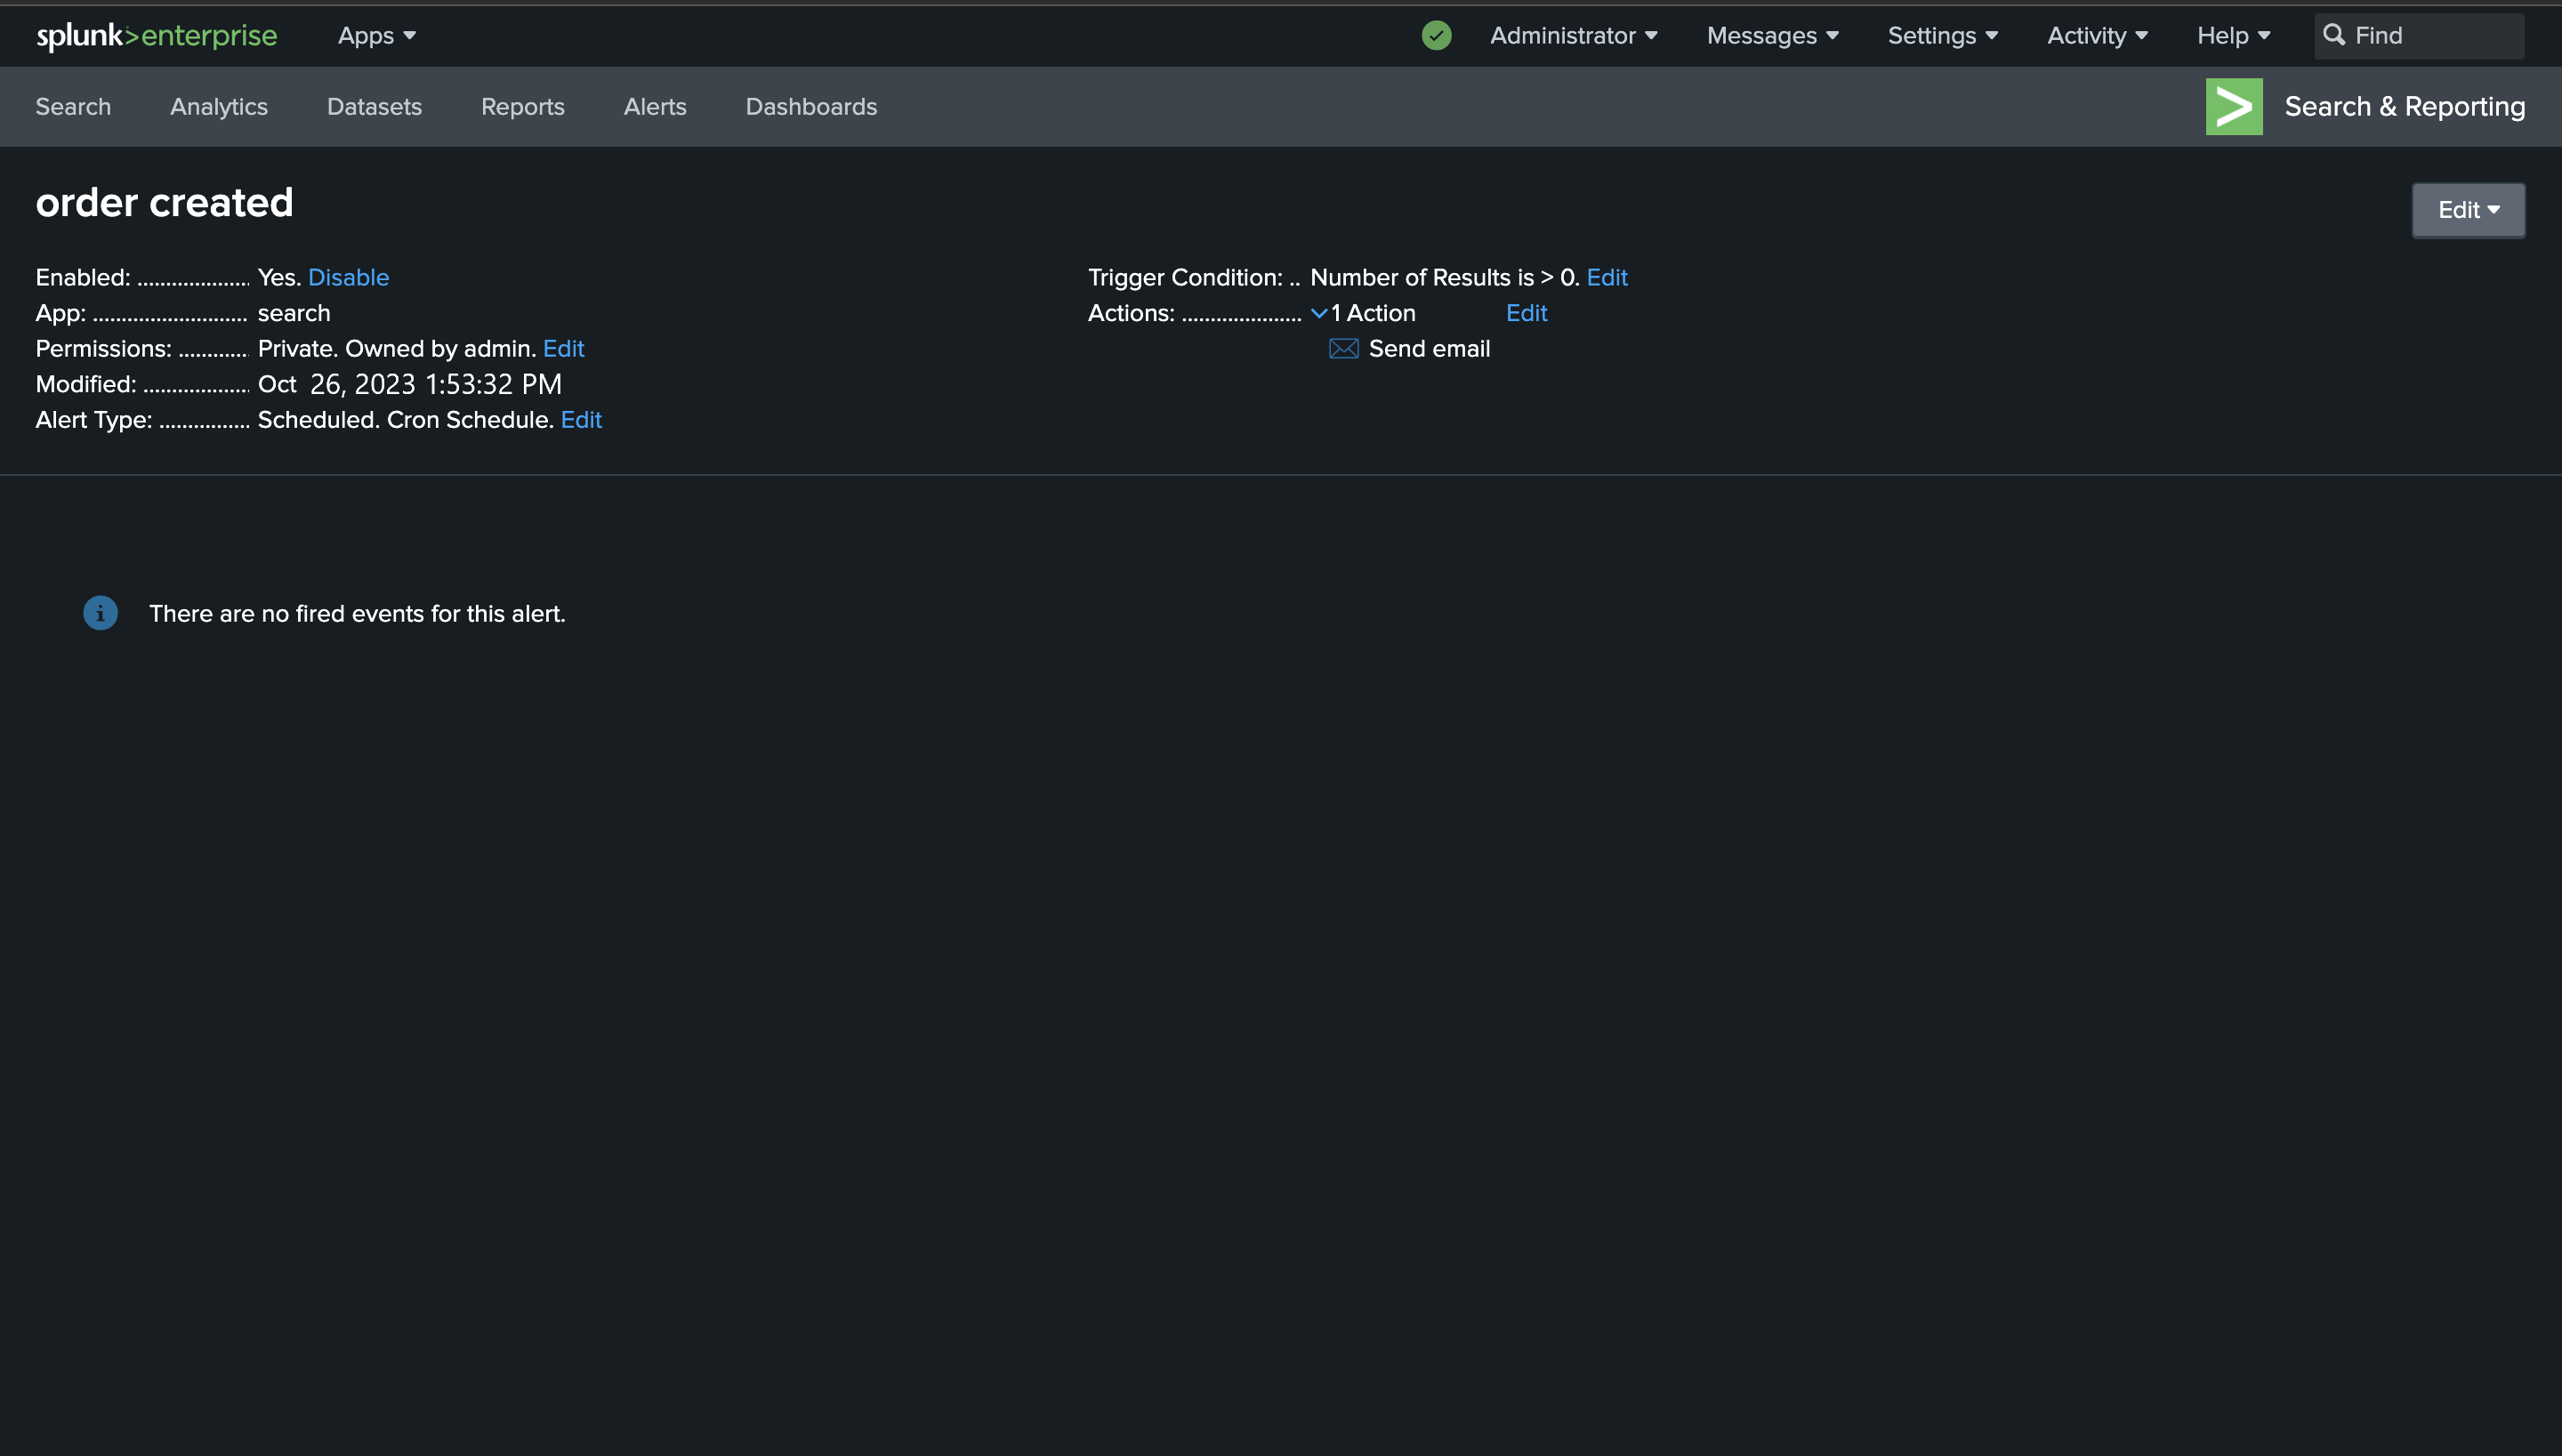 splunk>enterprise Apps Administrator Messages Settings Activity Help Find
Search Analytics Datasets Reports Alerts Dashboards Search & Reporting
order created
Edit
Enabled: .................... Yes. Disable
App: ........................... search
Permissions: ............ Private. Owned by admin. Edit
Modified: ................... Oct 26, 2023 1:53:32 PM
Alert Type: ................ Scheduled. Cron Schedule. Edit
Trigger Condition: .. Number of Results is > 0. Edit
Actions: ..................... 1 Action Edit
Send email
There are no fired events for this alert.